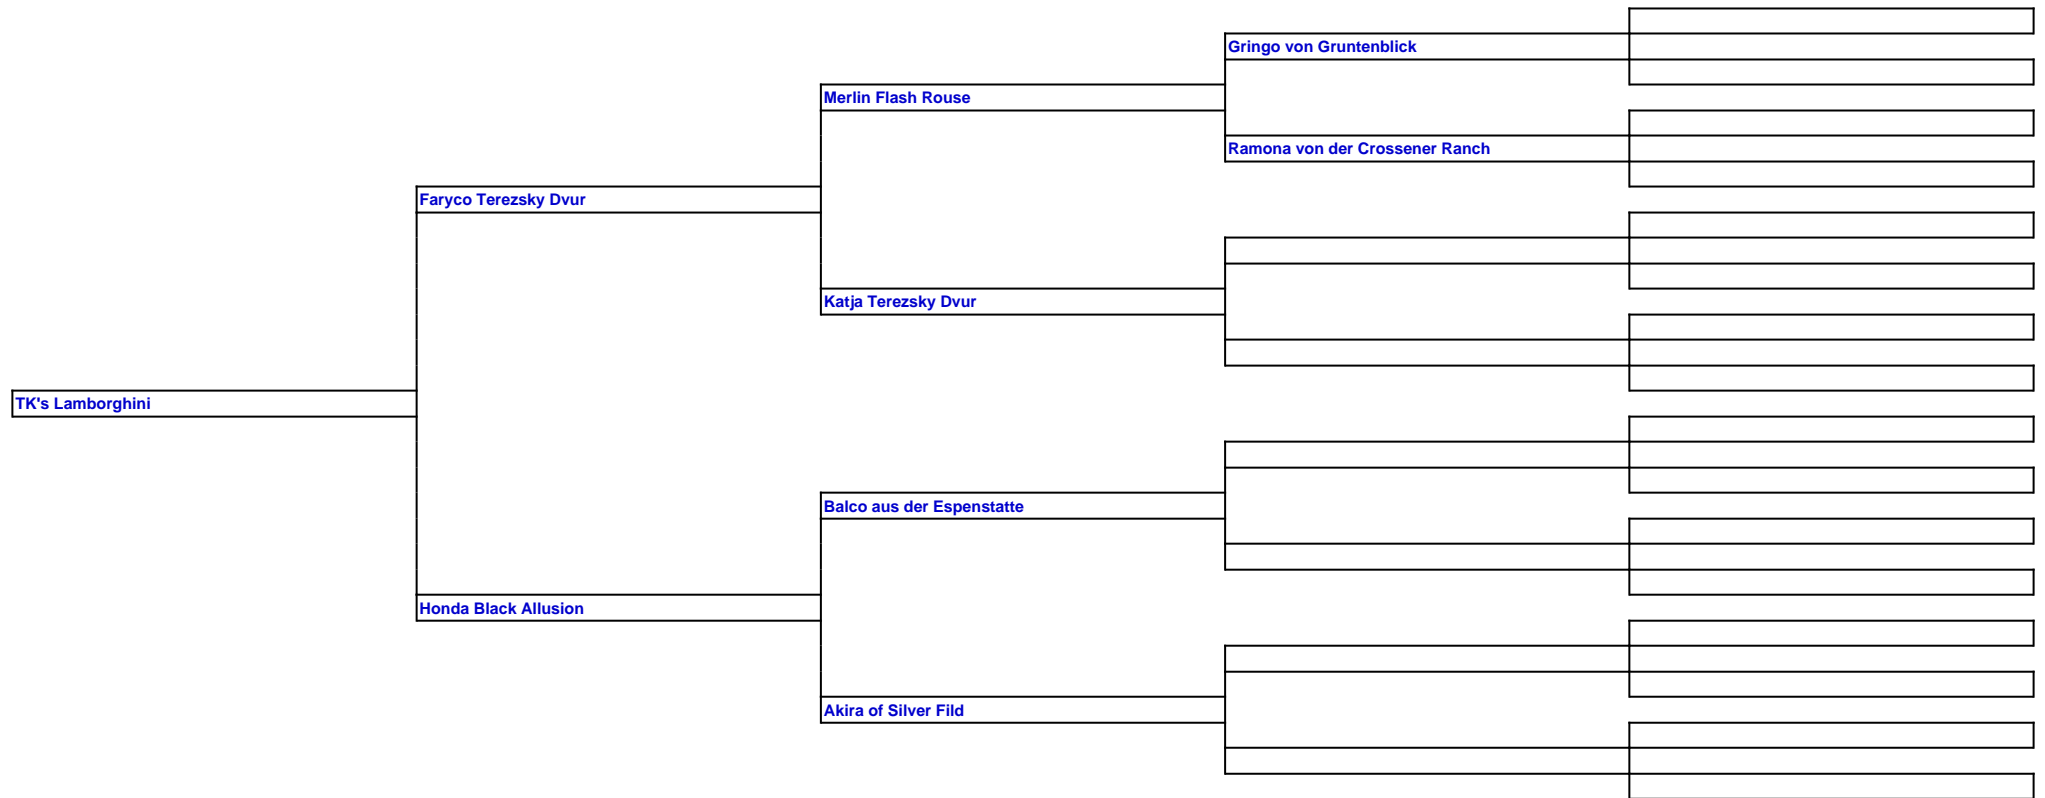 Gringo von Gruntenblick
Merlin Flash Rouse
Ramona von der Crossener Ranch
Faryco Terezsky Dvur
Katja Terezsky Dvur
TK's Lamborghini
Balco aus der Espenstatte
Honda Black Allusion
Akira of Silver Fild